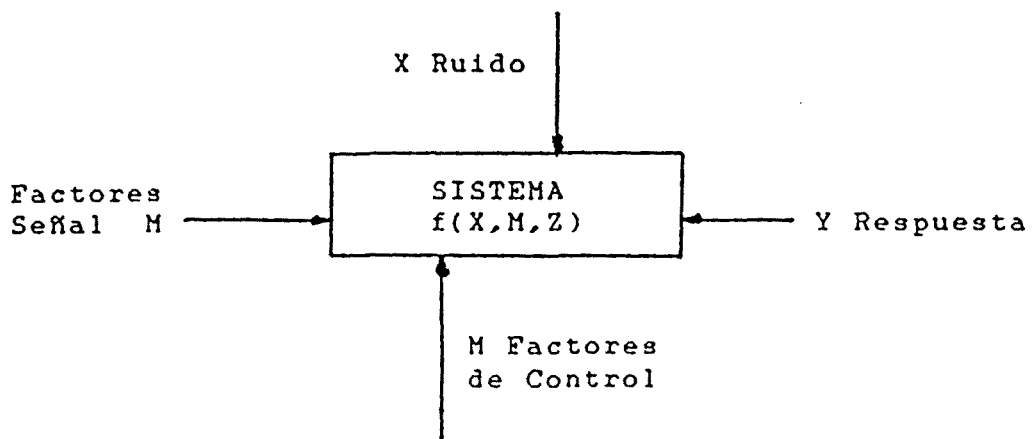 X Ruido
Factores
Señal M
SISTEMA
f(X,M,Z)
Y Respuesta
M Factores
de Control